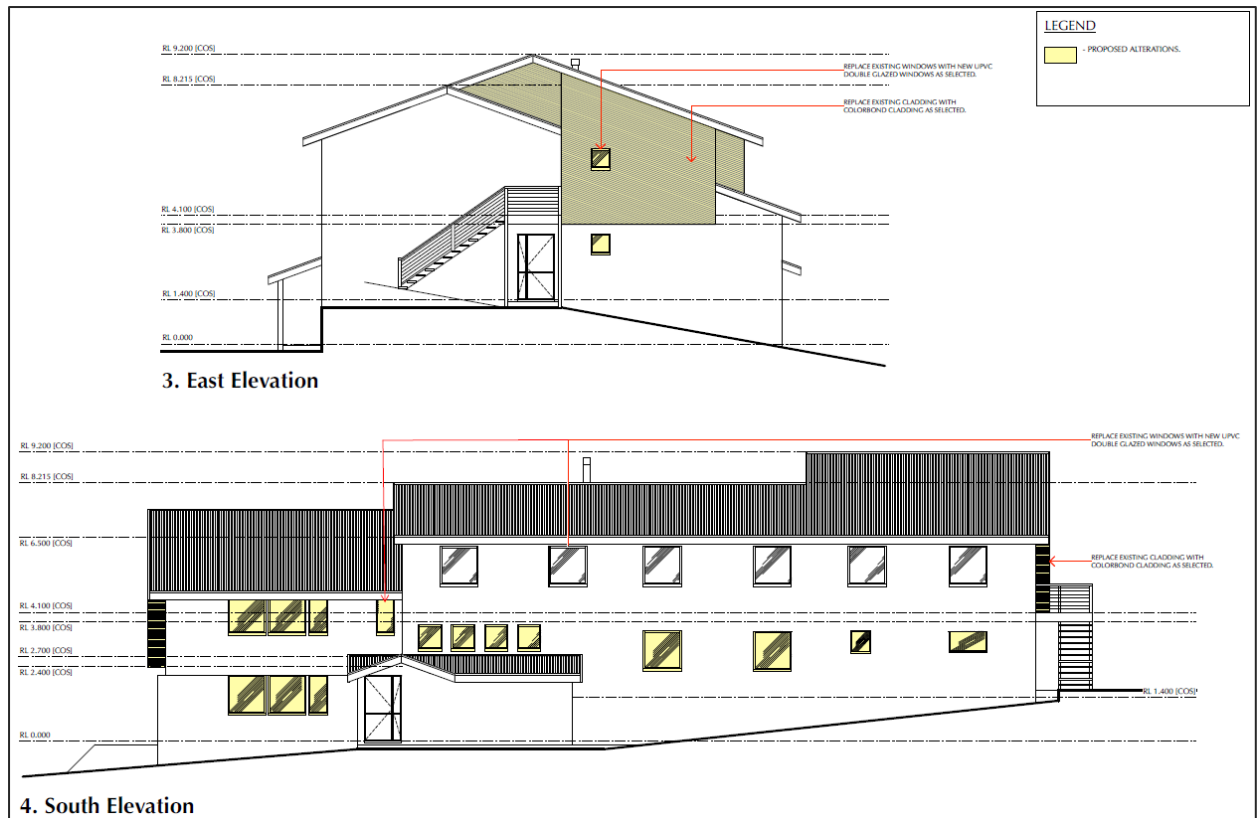 LEGEND
- PROPOSED ALTERATIONS.
RL 9.200 [COS]
RL 8.215 [COS]
REPLACE EXISTING WINDOWS WITH NEW UPVC
DOUBLE GLAZED WINDOWS AS SELECTED.
REPLACE EXISTING CLADDING WITH
COLORBOND CLADDING AS SELECTED.
RL 4.100 [COS]
RL 3.800 [COS]
RL 1.400 [COS]
RL 0.000
3. East Elevation
RL 9.200 [COS]
REPLACE EXISTING WINDOWS WITH NEW UPVC
DOUBLE GLAZED WINDOWS AS SELECTED.
RL 8.215 [COS]
RL 6.500 [COS]
REPLACE EXISTING CLADDING WITH
COLORBOND CLADDING AS SELECTED.
RL 4.100 [COS]
RL 3.800 [COS]
RL 2.700 [COS]
RL 2.400 [COS]
RL 1.400 [COS]
RL 0.000
4. South Elevation